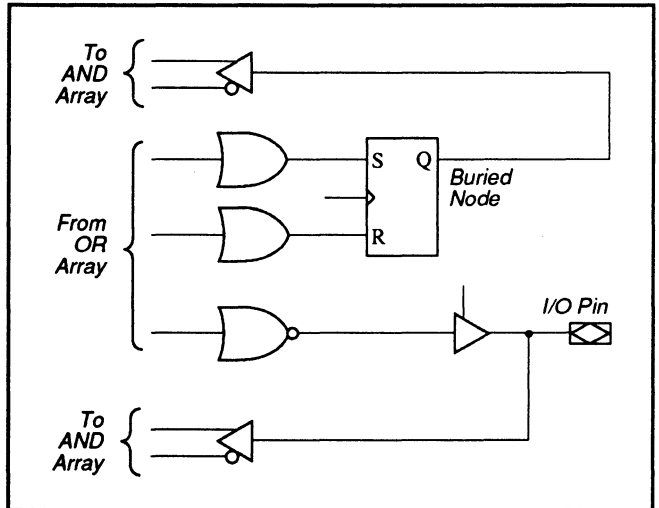 To
AND
Array
S
Q
Buried
Node
From
OR
Array
R
I/O Pin
To
AND
Array